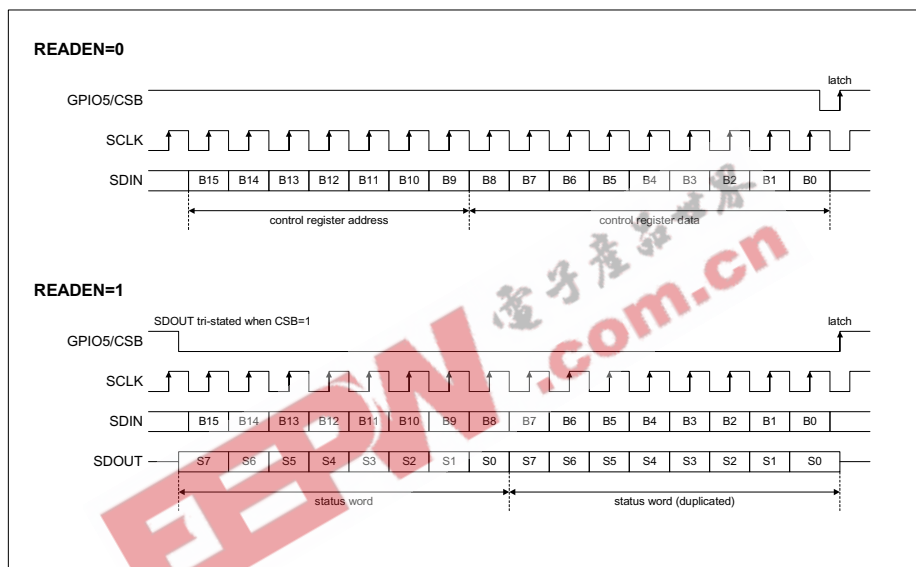 READEN=0
latch
GPIO5/CSB
SCLK
SDIN B15 B14 B13 B12 B11 B10 B9 B8 B7 B6 B5 B4 B3 B2 B1 B0
control register address control register data
READEN=1
SDOUT tri-stated when CSB=1 latch
GPIO5/CSB
SCLK
SDIN B15 B14 B13 B12 B11 B10 B9 B8 B7 B6 B5 B4 B3 B2 B1 B0
SDOUT S7 S6 S5 S4 S3 S2 S1 S0 S7 S6 S5 S4 S3 S2 S1 S0
status word status word (duplicated)
EEPW.com.cn
電子產品世界